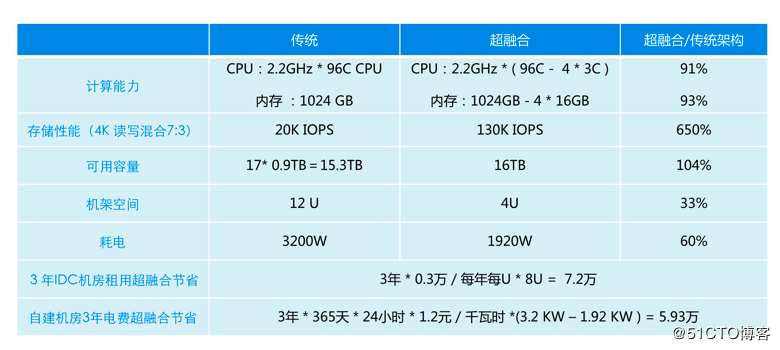 传统 超融合 超融合/传统架构
计算能力 CPU：2.2GHz * 96C CPU CPU：2.2GHz *（96C－ 4 * 3C ） 91%
内存 ：1024 GB 内存：1024GB－4 * 16GB 93%
存储性能（4K 读写混合7:3） 20K IOPS 130K IOPS 650%
可用容量 17* 0.9TB＝15.3TB 16TB 104%
机架空间 12 U 4U 33%
耗电 3200W 1920W 60%
3 年IDC机房租用超融合节省 3年 * 0.3万 / 每年每U * 8U ＝ 7.2万
自建机房3年电费超融合节省 3年 * 365天 * 24小时 * 1.2元 / 千瓦时 *(3.2 KW – 1.92 KW ) = 5.93万
@51CTO博客